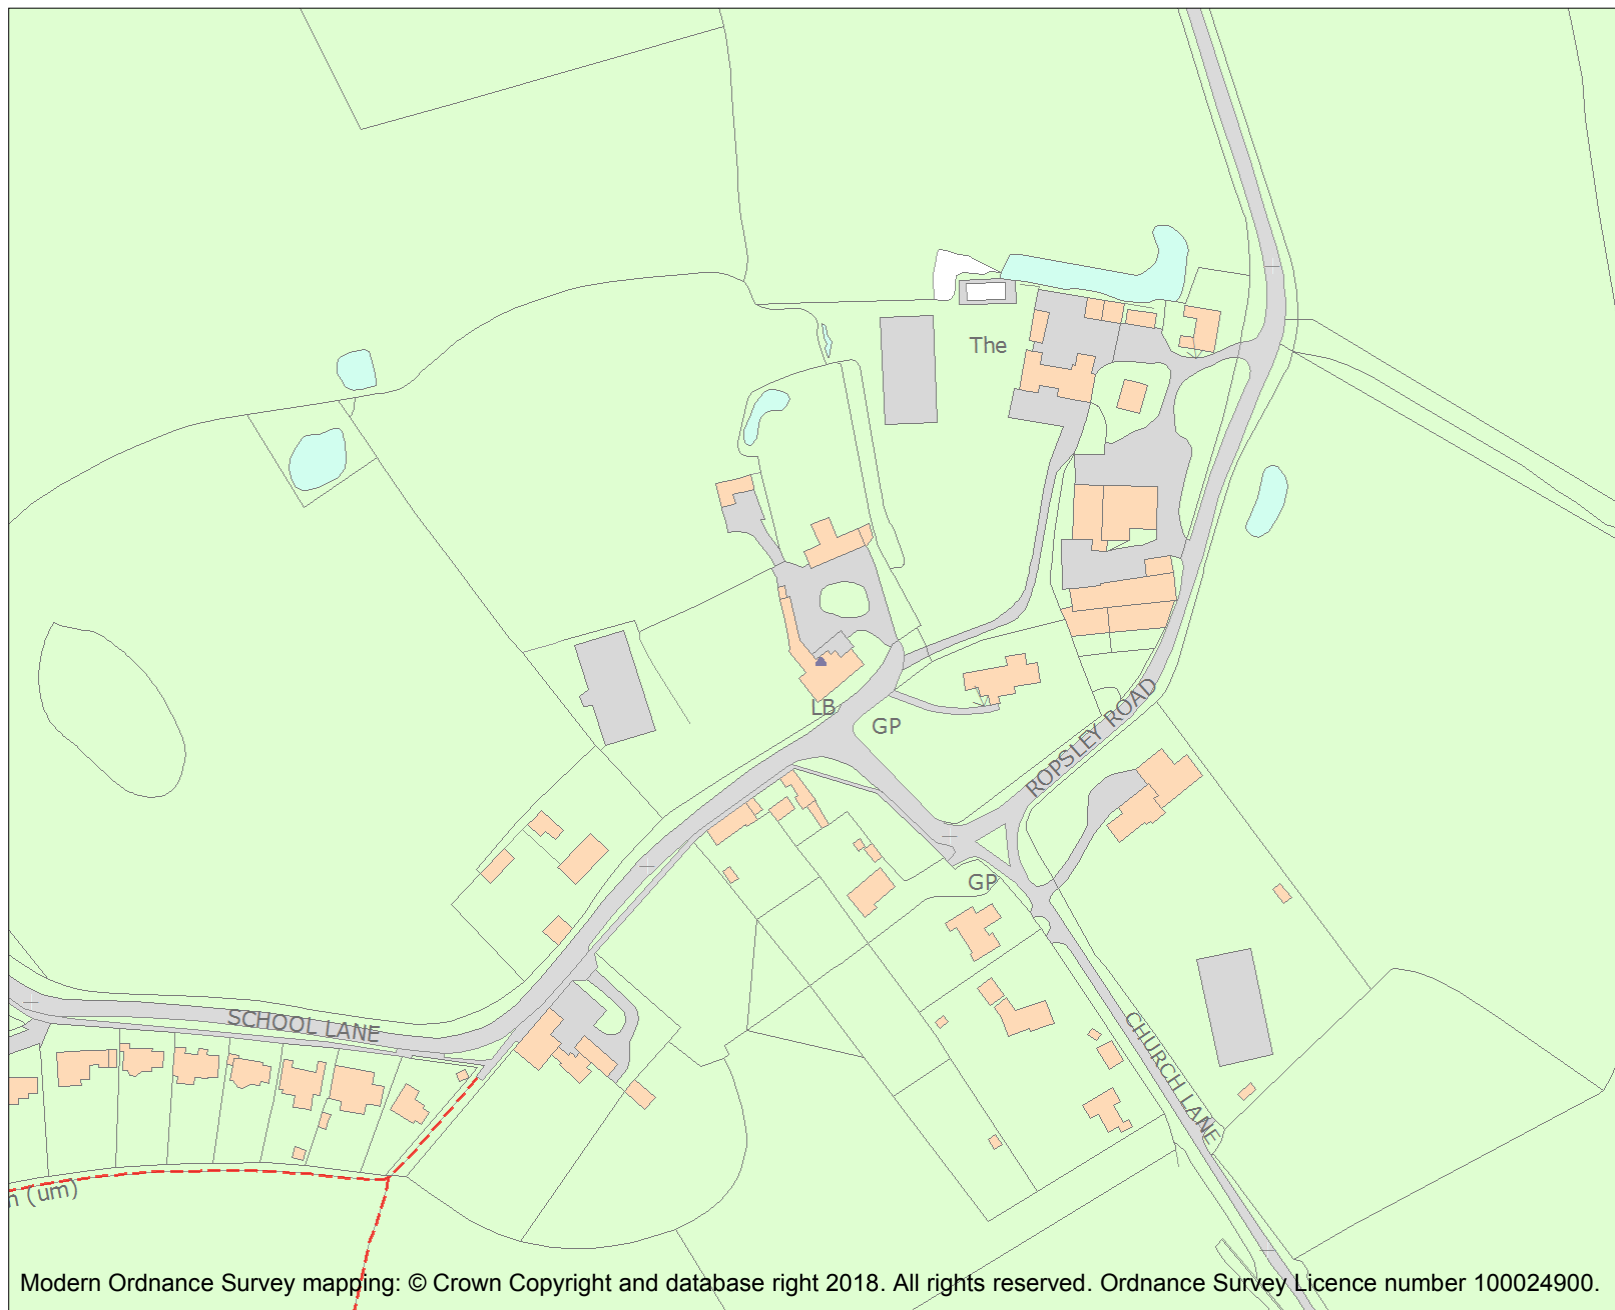 The
ROPSLEY ROAD
LB
GP
GP
SCHOOL LANE
CHURCH LANE
(um)
Modern Ordnance Survey mapping: © Crown Copyright and database right 2018. All rights reserved. Ordnance Survey Licence number 100024900.